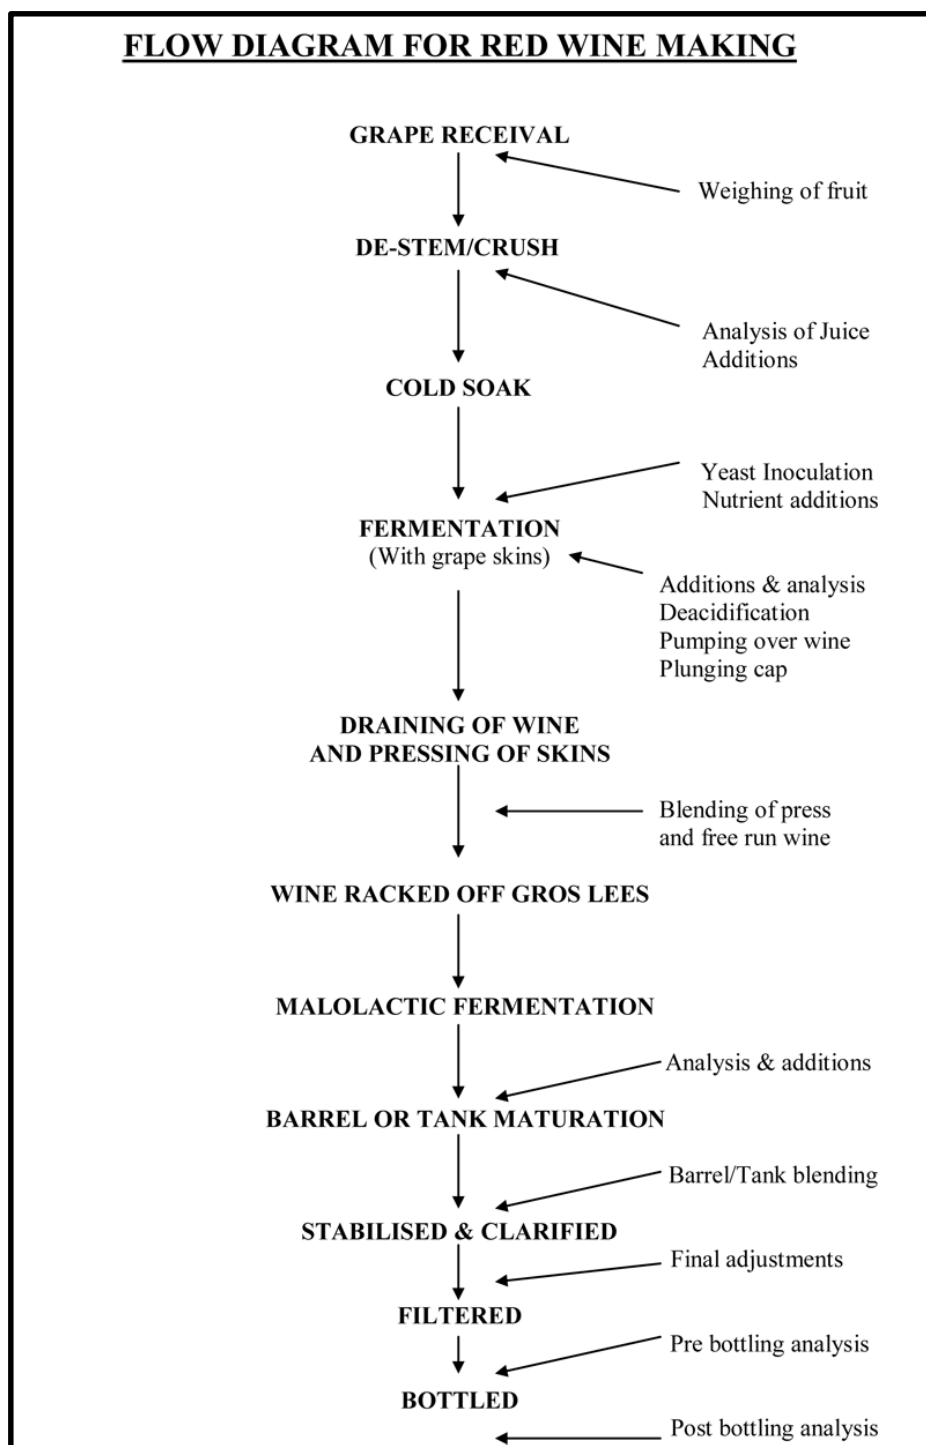 FLOW DIAGRAM FOR RED WINE MAKING
GRAPE RECEIVAL
Weighing of fruit
DE-STEM/CRUSH
Analysis of Juice
Additions
COLD SOAK
Yeast Inoculation
Nutrient additions
FERMENTATION
(With grape skins)
Additions & analysis
Deacidification
Pumping over wine
Plunging cap
DRAINING OF WINE
AND PRESSING OF SKINS
Blending of press
and free run wine
WINE RACKED OFF GROS LEES
MALOLACTIC FERMENTATION
Analysis & additions
BARREL OR TANK MATURATION
Barrel/Tank blending
STABILISED & CLARIFIED
Final adjustments
FILTERED
Pre bottling analysis
BOTTLED
Post bottling analysis